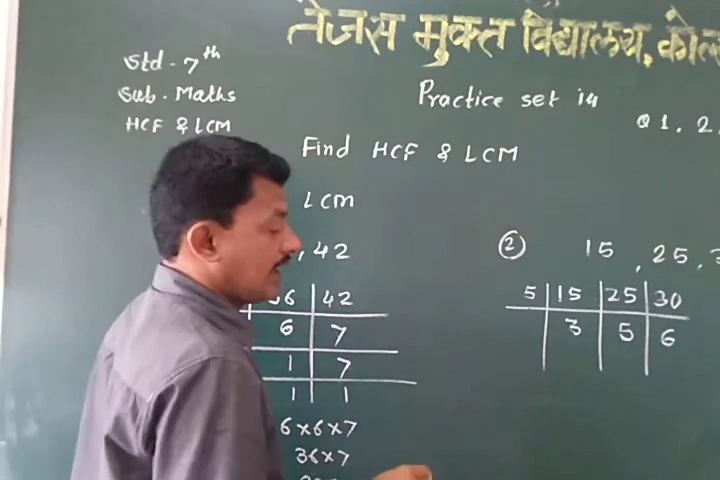 तेजस मुक्त विद्यालय, कोल
Std - 7th
Sub - Maths
HCF & LCM
Practice set 14
Q 1, 2,
Find HCF & LCM
LCM
, 42
36 | 42
6 | 7
1 | 7
1 | 1
6×6×7
36×7
② 15, 25, 3
5 | 15 | 25 | 30
3 | 5 | 6